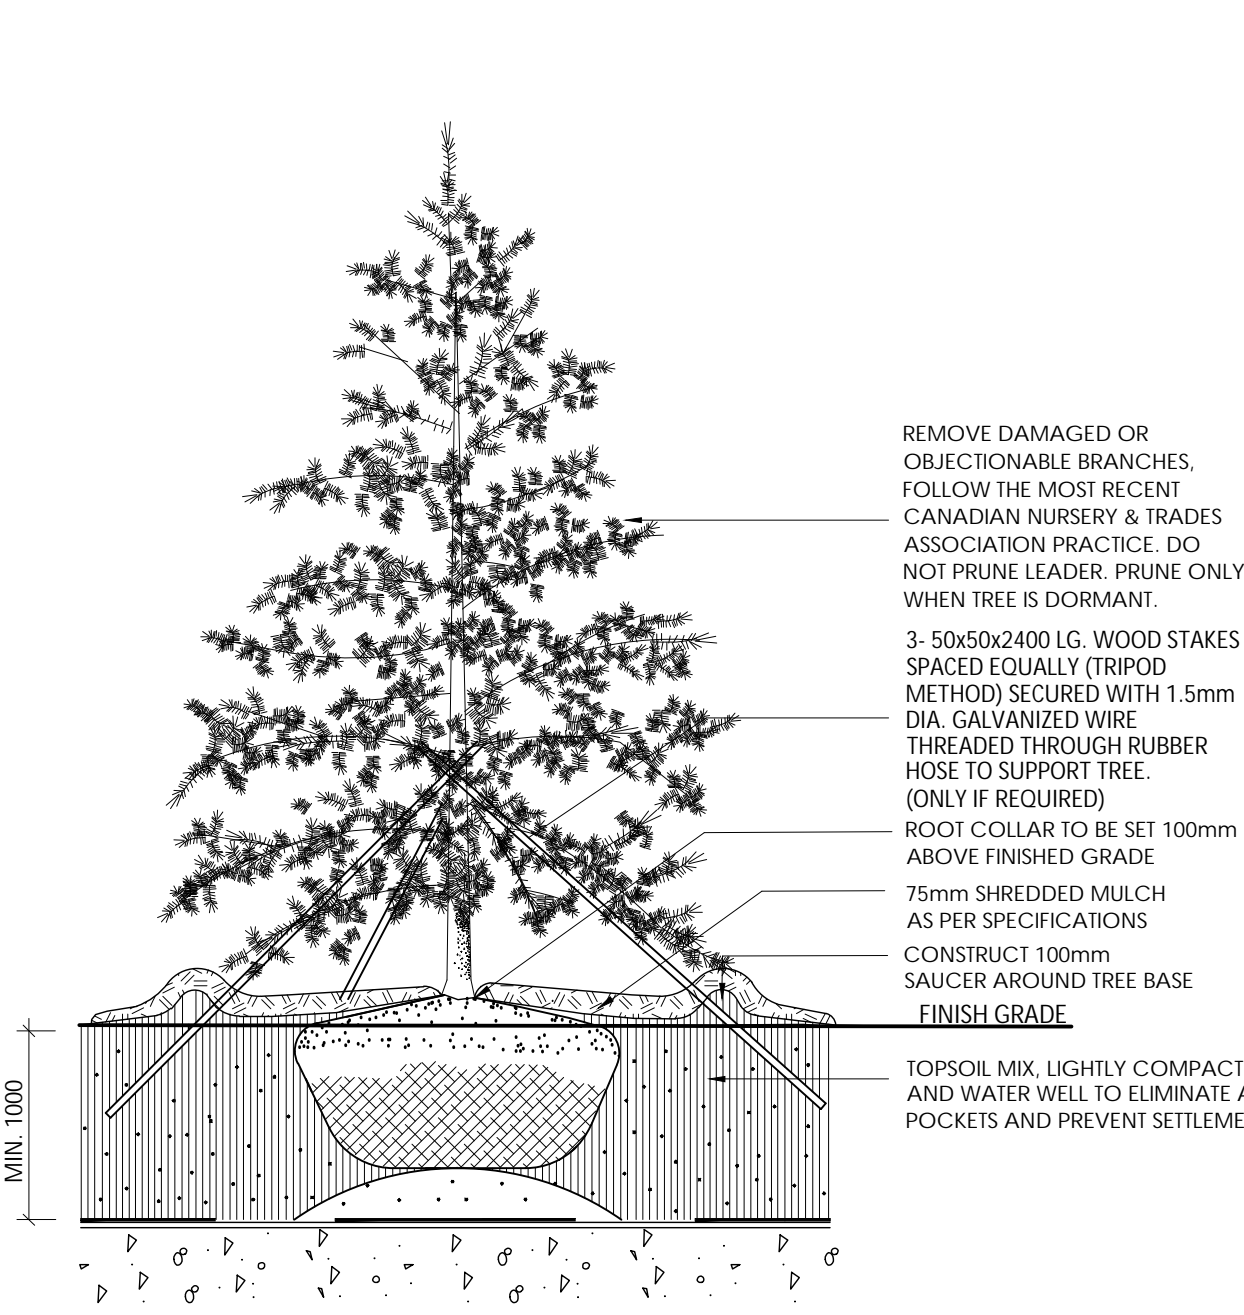 REMOVE DAMAGED OR
OBJECTIONABLE BRANCHES,
FOLLOW THE MOST RECENT
CANADIAN NURSERY & TRADES
ASSOCIATION PRACTICE. DO
NOT PRUNE LEADER. PRUNE ONLY
WHEN TREE IS DORMANT.
3- 50x50x2400 LG. WOOD STAKES
SPACED EQUALLY (TRIPOD
METHOD) SECURED WITH 1.5mm
DIA. GALVANIZED WIRE
THREADED THROUGH RUBBER
HOSE TO SUPPORT TREE.
(ONLY IF REQUIRED)
ROOT COLLAR TO BE SET 100mm
ABOVE FINISHED GRADE
75mm SHREDDED MULCH
AS PER SPECIFICATIONS
CONSTRUCT 100mm
SAUCER AROUND TREE BASE
FINISH GRADE
TOPSOIL MIX, LIGHTLY COMPACT
AND WATER WELL TO ELIMINATE
POCKETS AND PREVENT
MIN. 1000